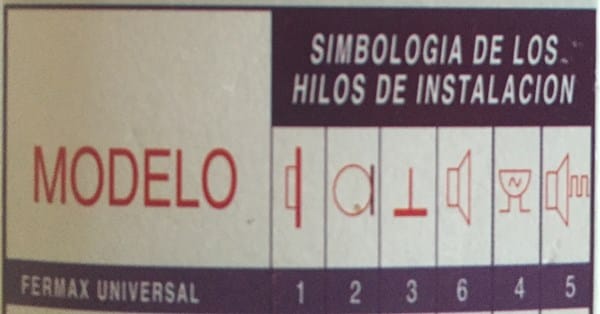 SIMBOLOGIA DE LOS
HILOS DE INSTALACION
MODELO
FERMAX UNIVERSAL 1 2 3 6 4 5